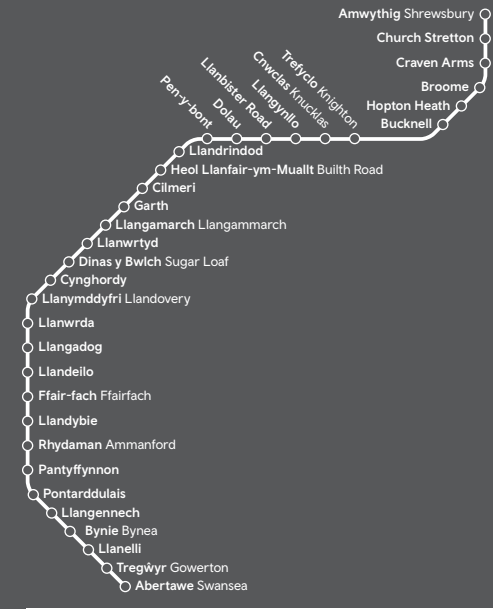 Amwythig Shrewsbury
Church Stretton
Craven Arms
Broome
Hopton Heath
Bucknell
Trefyclo Knighton
Cnwclas Knucklas
Llangynllo
Llanbister Road
Dolau
Pen-y-bont
Llandrindod
Heol Llanfair-ym-Muallt Builth Road
Cilmeri
Garth
Llangamarch Llangammarch
Llanwrtyd
Dinas y Bwlch Sugar Loaf
Cynghordy
Llanymddyfri Llandovery
Llanwrda
Llangadog
Llandeilo
Ffair-fach Ffairfach
Llandybie
Rhydaman Ammanford
Pantyffynnon
Pontarddulais
Llangennech
Bynie Bynea
Llanelli
Tregŵyr Gowerton
Abertawe Swansea